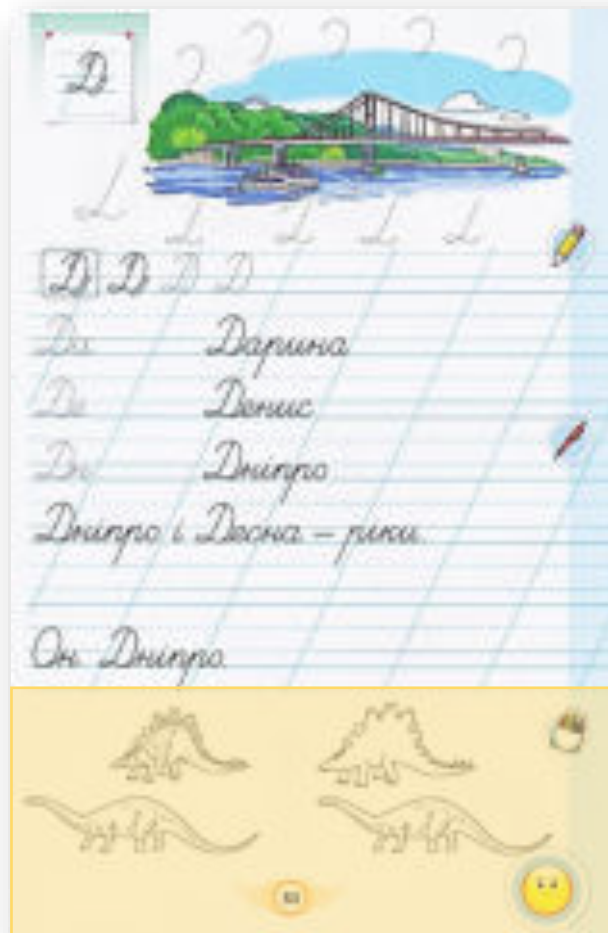 Д
Д Д Д Д
Да Дарина
Де Денис
Дн Дніпро
Дніпро і Десна – ріки.
Он Дніпро.